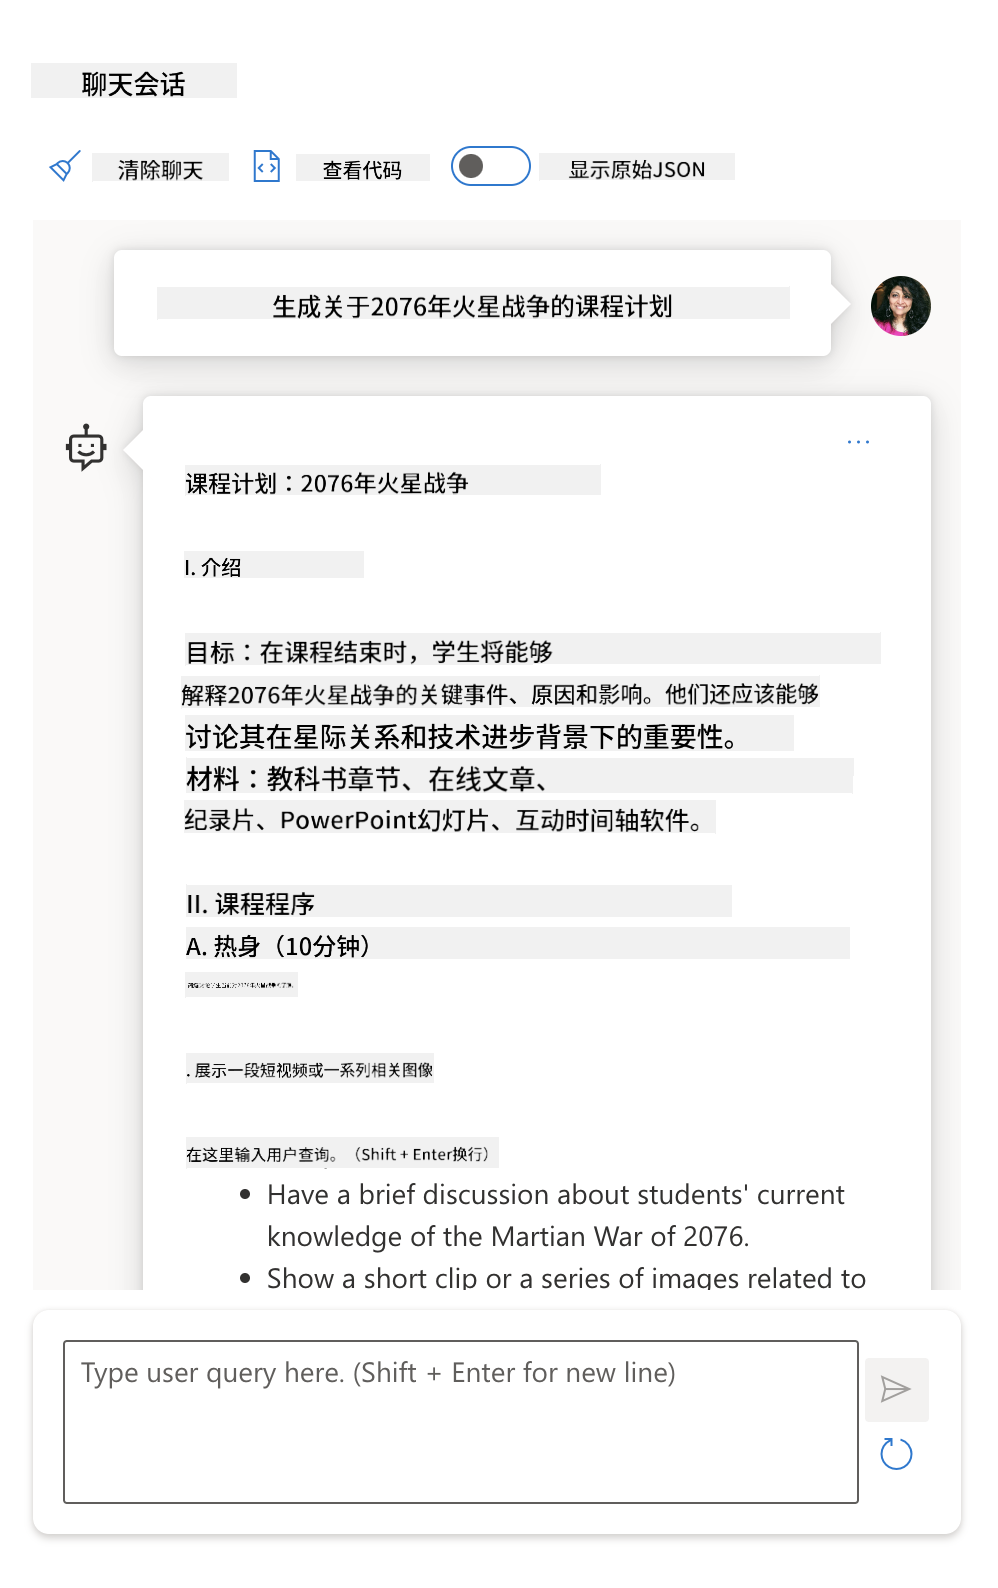 聊天会话
清除聊天
查看代码
显示原始JSON
生成关于2076年火星战争的课程计划
课程计划：2076年火星战争
I. 介绍
目标：在课程结束时，学生将能够
解释2076年火星战争的关键事件、原因和影响。他们还应该能够
讨论其在星际关系和技术进步背景下的重要性。
材料：教科书章节、在线文章、
纪录片、PowerPoint幻灯片、互动时间轴软件。
II. 课程程序
A. 热身（10分钟）
. 展示一段短视频或一系列相关图像
在这里输入用户查询。（Shift + Enter换行）
Have a brief discussion about students' current
knowledge of the Martian War of 2076.
Show a short clip or a series of images related to
Type user query here. (Shift + Enter for new line)